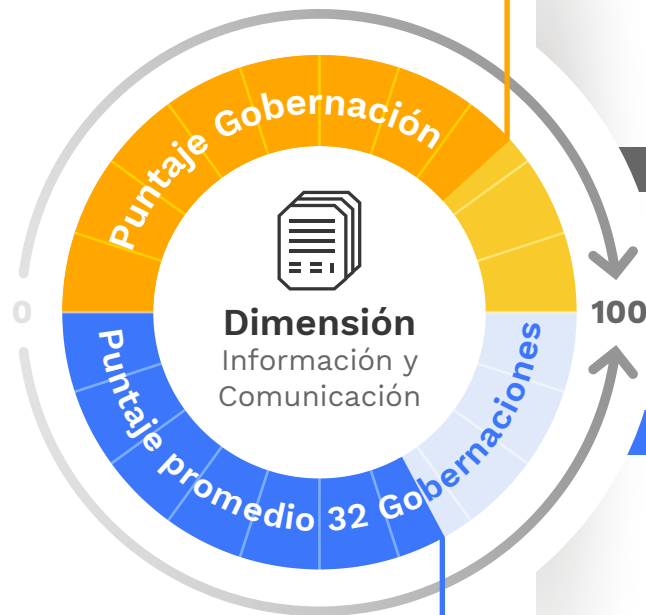 Puntaje Gobernación
0
100
Dimensión
Información y
Comunicación
Puntaje promedio 32 Gobernaciones